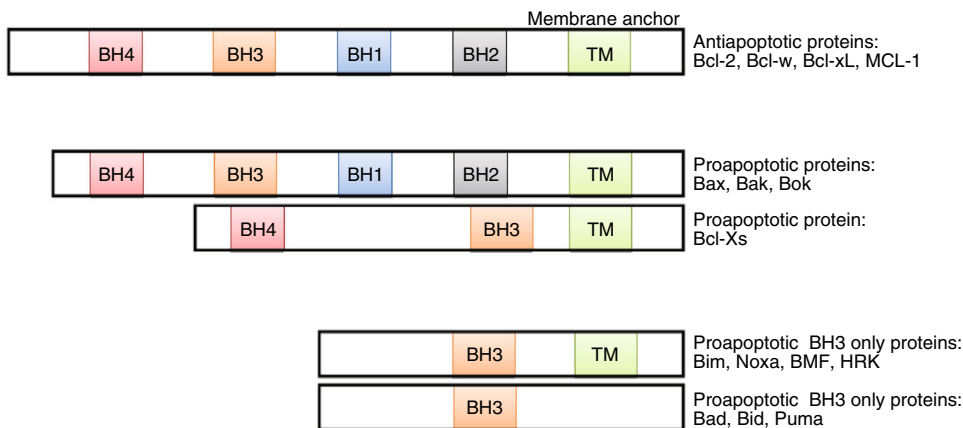 Membrane anchor
BH4 BH3 BH1 BH2 TM
Antiapoptotic proteins:
Bcl-2, Bcl-w, Bcl-xL, MCL-1
BH4 BH3 BH1 BH2 TM
Proapoptotic proteins:
Bax, Bak, Bok
BH4 BH3 TM
Proapoptotic protein:
Bcl-Xs
BH3 TM
Proapoptotic BH3 only proteins:
Bim, Noxa, BMF, HRK
BH3
Proapoptotic BH3 only proteins:
Bad, Bid, Puma